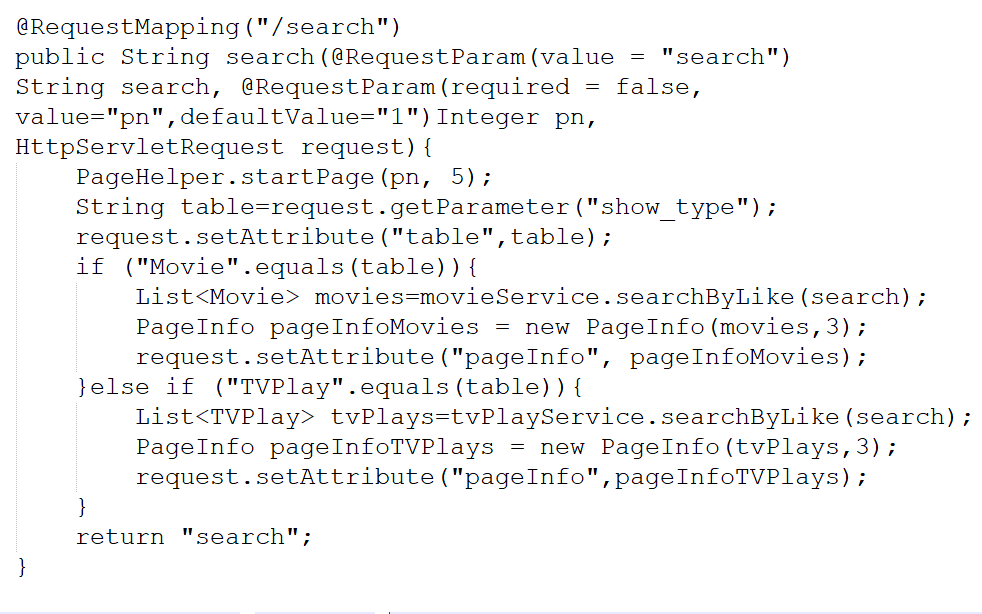 @RequestMapping("/search")
public String search(@RequestParam(value = "search")
String search, @RequestParam(required = false,
value="pn",defaultValue="1")Integer pn,
HttpServletRequest request){
    PageHelper.startPage(pn, 5);
    String table=request.getParameter("show_type");
    request.setAttribute("table",table);
    if ("Movie".equals(table)){
        List<Movie> movies=movieService.searchByLike(search);
        PageInfo pageInfoMovies = new PageInfo(movies,3);
        request.setAttribute("pageInfo", pageInfoMovies);
    }else if ("TVPlay".equals(table)){
        List<TVPlay> tvPlays=tvPlayService.searchByLike(search);
        PageInfo pageInfoTVPlays = new PageInfo(tvPlays,3);
        request.setAttribute("pageInfo",pageInfoTVPlays);
    }
    return "search";
}